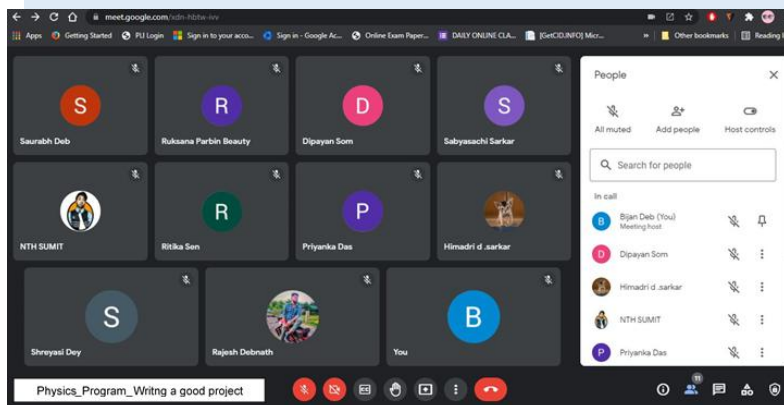 meet.google.com/xdn-hbtw-ivv
Apps Getting Started PLI Login Sign in to your acco... Sign in - Google Ac... Online Exam Paper... DAILY ONLINE CLA... [GetCID.INFO] Micr... » Other bookmarks Reading l
S
Saurabh Deb
R
Ruksana Parbin Beauty
D
Dipayan Som
S
Sabyasachi Sarkar
NTH SUMIT
R
Ritika Sen
P
Priyanka Das
Himadri d .sarkar
S
Shreyasi Dey
Rajesh Debnath
B
You
People
All muted Add people Host controls
Search for people
In call
B Bijan Deb (You)
Meeting host
D Dipayan Som
Himadri d .sarkar
NTH SUMIT
P Priyanka Das
Physics_Program_Writng a good project
11